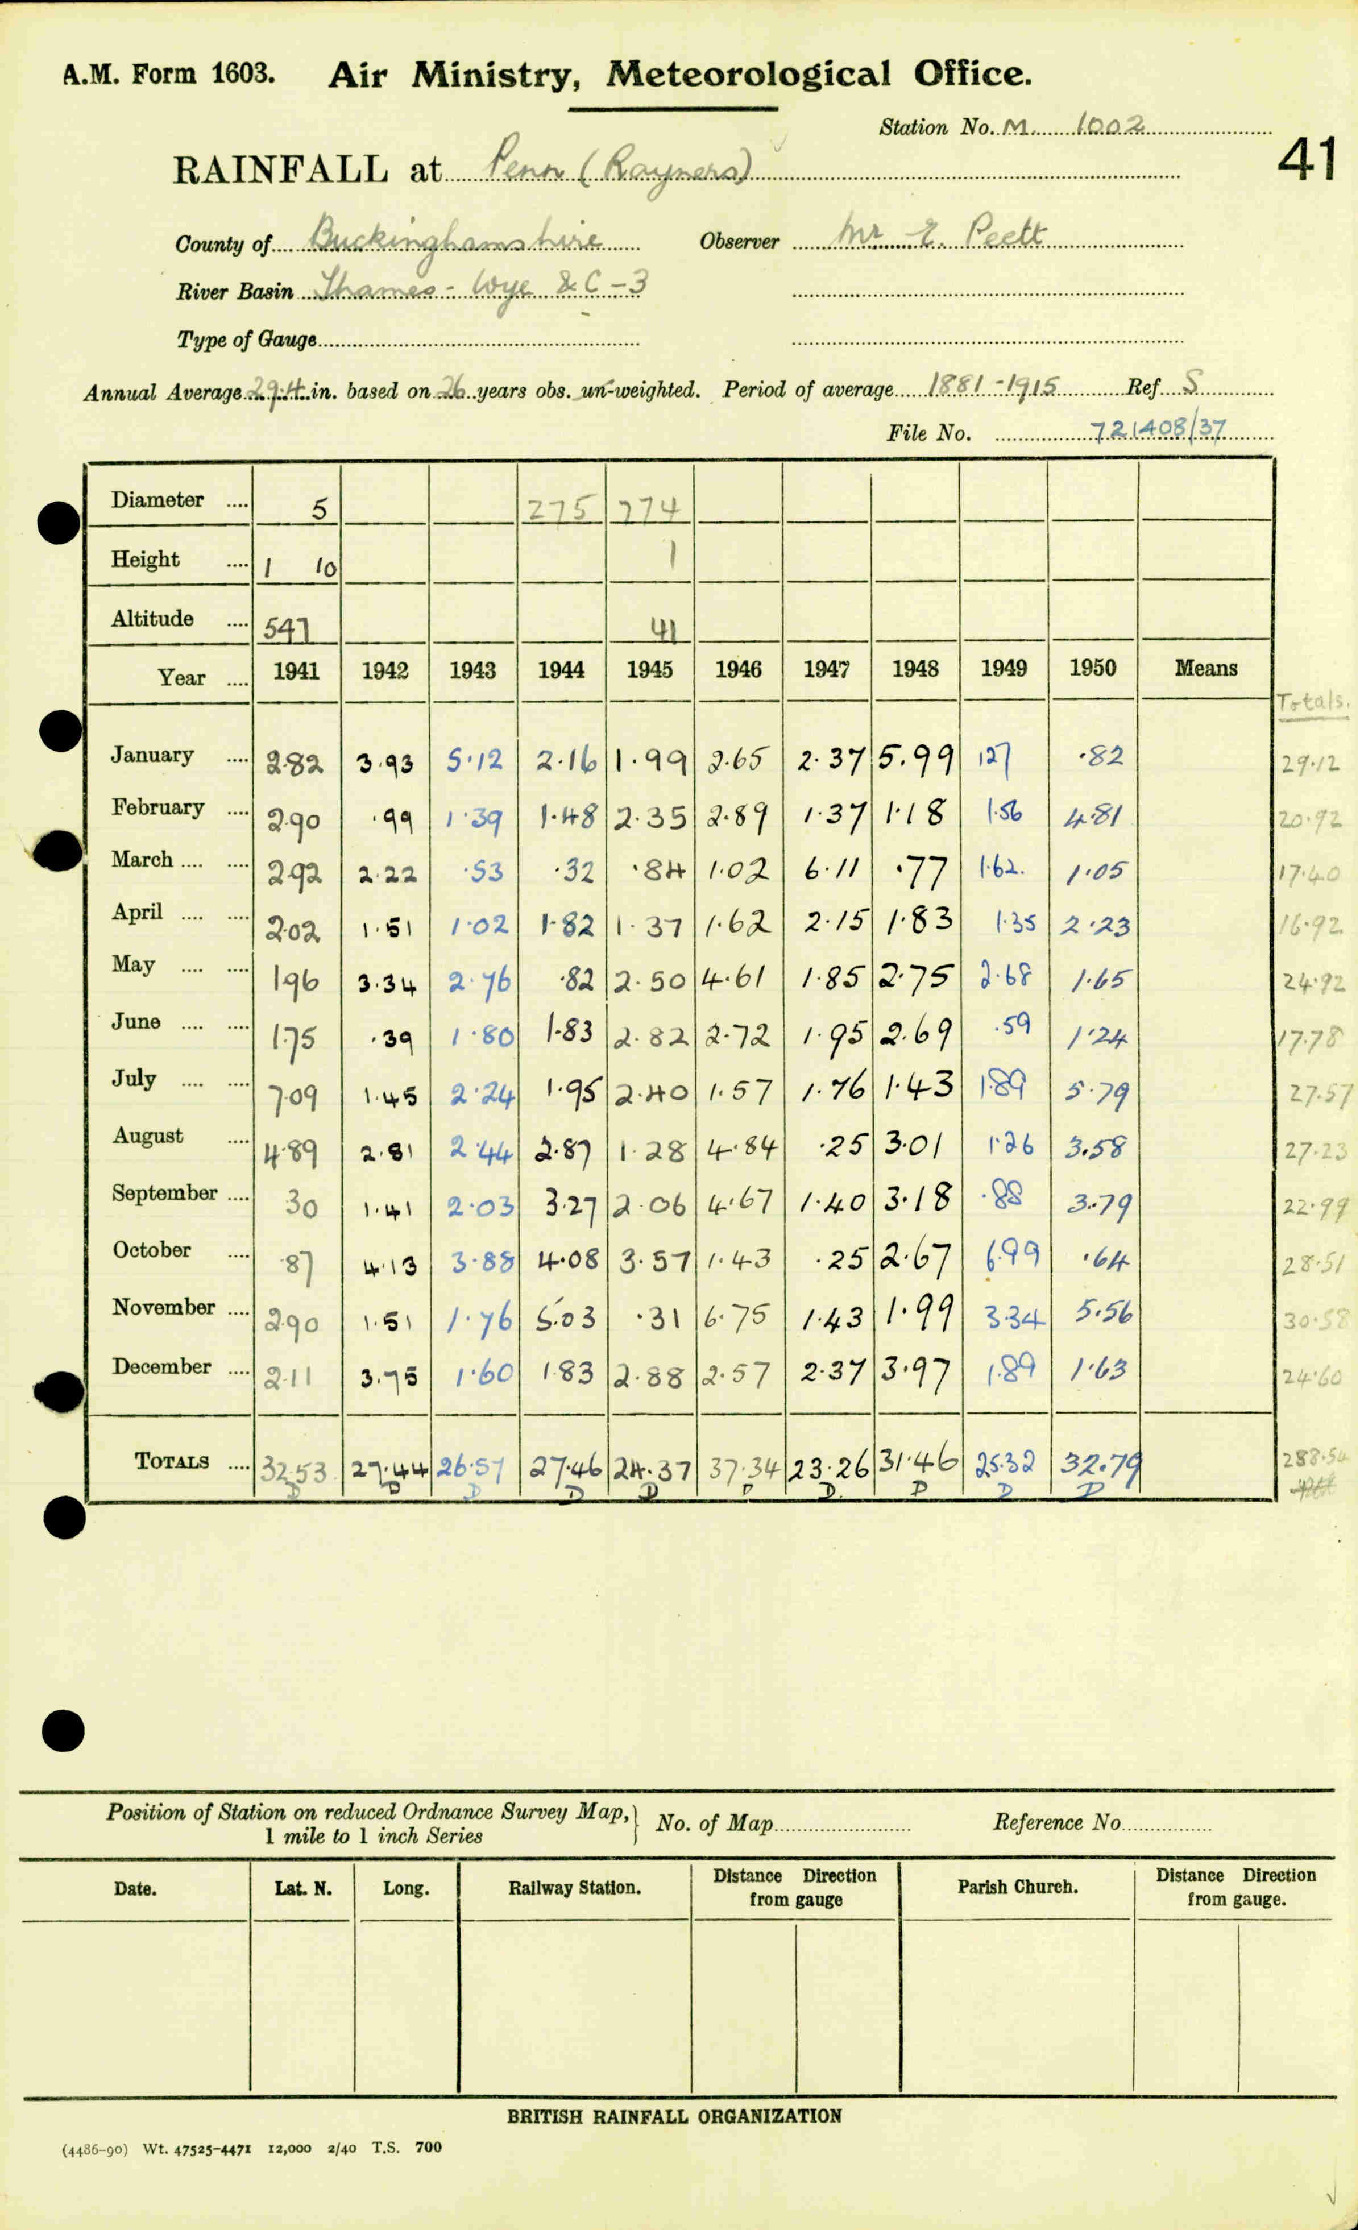 A.M. Form 1603. Air Ministry, Meteorological Office.
Station No. M. 1002
41
RAINFALL at Penn (Rayners)
County of Buckinghamshire Observer Mr E. Peett
River Basin Thames - Wye & C - 3
Type of Gauge
Annual Average 29.4 in. based on 26 years obs. un-weighted. Period of average 1881-1915 Ref S
File No. 721408/37
Diameter .... 5 275 274
Height .... 1 10 1
Altitude .... 547 41
Year .... 1941 1942 1943 1944 1945 1946 1947 1948 1949 1950 Means
Totals.
January .... 2.82 3.93 5.12 2.16 1.99 2.65 2.37 5.99 1.27 .82 29.12
February .... 2.90 .99 1.39 1.48 2.35 2.89 1.37 1.18 1.56 4.81 20.92
March .... .... 2.92 2.22 .53 .32 .84 1.02 6.11 .77 1.62 1.05 17.40
April .... .... 2.02 1.51 1.02 1.82 1.37 1.62 2.15 1.83 1.35 2.23 16.92
May .... .... 1.96 3.34 2.76 .82 2.50 4.61 1.85 2.75 2.68 1.65 24.92
June .... .... 1.75 .39 1.80 1.83 2.82 2.72 1.95 2.69 .59 1.24 17.78
July .... .... 7.09 1.45 2.24 1.95 2.40 1.57 1.76 1.43 1.89 5.79 27.57
August .... 4.89 2.81 2.44 2.87 1.28 4.84 .25 3.01 1.26 3.58 27.23
September .... 30 1.41 2.03 3.27 2.06 4.67 1.40 3.18 .88 3.79 22.99
October .... .87 4.13 3.88 4.08 3.57 1.43 .25 2.67 6.99 .64 28.51
November .... 2.90 1.51 1.76 5.03 .31 6.75 1.43 1.99 3.34 5.56 30.58
December .... 2.11 3.75 1.60 1.83 2.88 2.57 2.37 3.97 1.89 1.63 24.60
TOTALS .... 32.53 27.44 26.57 27.46 24.37 37.34 23.26 31.46 25.32 32.79 288.54
D D D D D P D. P D D
Position of Station on reduced Ordnance Survey Map, 1 mile to 1 inch Series } No. of Map Reference No.
Date. Lat. N. Long. Railway Station. Distance Direction from gauge Parish Church. Distance Direction from gauge.
BRITISH RAINFALL ORGANIZATION
(4486-90) Wt. 47525-4471 12,000 2/40 T.S. 700